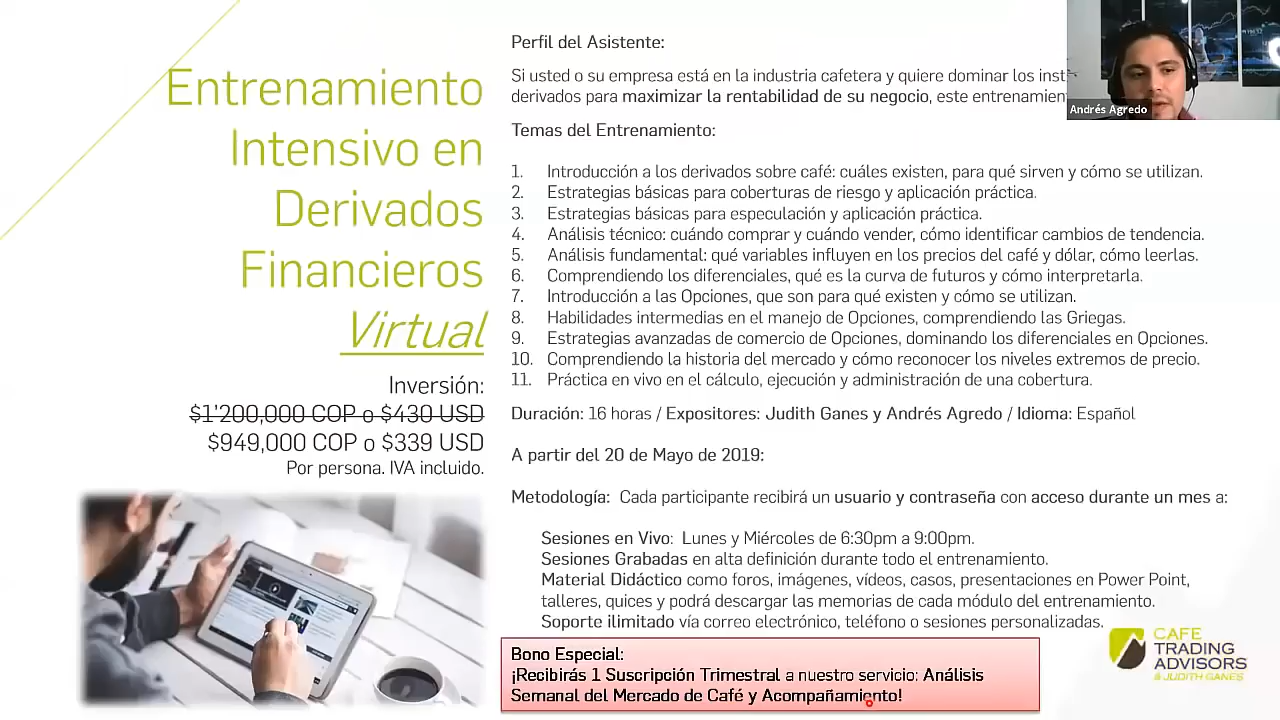 Entrenamiento
Intensivo en
Derivados
Financieros
Virtual
Inversión:
$1'200,000 COP o $430 USD
$949,000 COP o $339 USD
Por persona. IVA incluido.
Perfil del Asistente:
Si usted o su empresa está en la industria cafetera y quiere dominar los
derivados para maximizar la rentabilidad de su negocio, este
Temas del Entrenamiento:
1. Introducción a los derivados sobre café: cuáles existen, para qué sirven y cómo se utilizan.
2. Estrategias básicas para coberturas de riesgo y aplicación práctica.
3. Estrategias básicas para especulación y aplicación práctica.
4. Análisis técnico: cuándo comprar y cuándo vender, cómo identificar cambios de tendencia.
5. Análisis fundamental: qué variables influyen en los precios del café y dólar, cómo leerlas.
6. Comprendiendo los diferenciales, qué es la curva de futuros y cómo interpretarla.
7. Introducción a las Opciones, que son para qué existen y cómo se utilizan.
8. Habilidades intermedias en el manejo de Opciones, comprendiendo las Griegas.
9. Estrategias avanzadas de comercio de Opciones, dominando los diferenciales en Opciones.
10. Comprendiendo la historia del mercado y cómo reconocer los niveles extremos de precio.
11. Práctica en vivo en el cálculo, ejecución y administración de una cobertura.
Duración: 16 horas / Expositores: Judith Ganes y Andrés Agredo / Idioma: Español
A partir del 20 de Mayo de 2019:
Metodología: Cada participante recibirá un usuario y contraseña con acceso durante un mes a:
Sesiones en Vivo: Lunes y Miércoles de 6:30pm a 9:00pm.
Sesiones Grabadas en alta definición durante todo el entrenamiento.
Material Didáctico como foros, imágenes, vídeos, casos, presentaciones en Power Point,
talleres, quices y podrá descargar las memorias de cada módulo del entrenamiento.
Soporte ilimitado vía correo electrónico, teléfono o sesiones personalizadas.
Bono Especial:
¡Recibirás 1 Suscripción Trimestral a nuestro servicio: Análisis
Semanal del Mercado de Café y Acompañamiento!
Andrés Agredo
CAFE
TRADING
ADVISORS
& JUDITH GANES